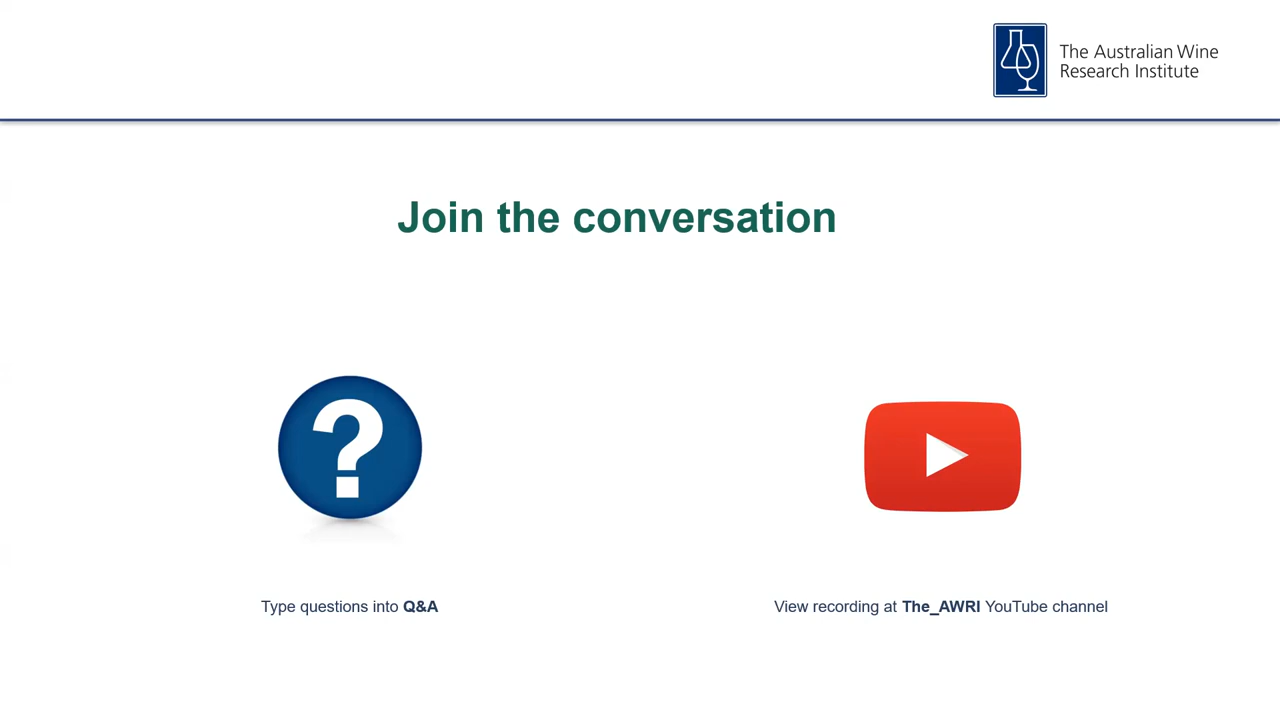 The Australian Wine
Research Institute
Join the conversation
?
Type questions into Q&A
View recording at The_AWRI YouTube channel